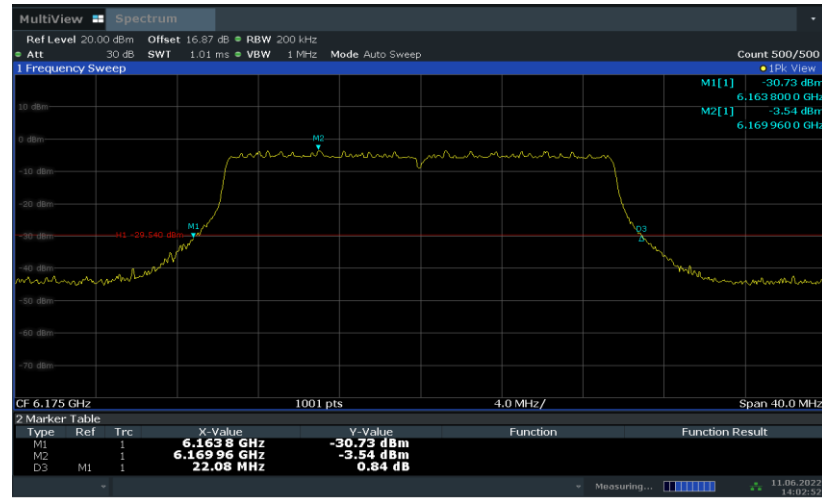 MultiView Spectrum
Ref Level 20.00 dBm Offset 16.87 dB RBW 200 kHz
Att 30 dB SWT 1.01 ms VBW 1 MHz Mode Auto Sweep Count 500/500
1 Frequency Sweep 1Pk View
M1[1] -30.73 dBm
6.163 800 0 GHz
M2[1] -3.54 dBm
6.169 960 0 GHz
10 dBm
0 dBm
M2
-10 dBm
-20 dBm
M1
D3
-30 dBm H1 -29.540 dBm
-40 dBm
-50 dBm
-60 dBm
-70 dBm
CF 6.175 GHz 1001 pts 4.0 MHz/ Span 40.0 MHz
2 Marker Table
Type Ref Trc X-Value Y-Value Function Function Result
M1 1 6.163 8 GHz -30.73 dBm
M2 1 6.169 96 GHz -3.54 dBm
D3 M1 1 22.08 MHz 0.84 dB
Measuring... 11.06.2022
14:02:52